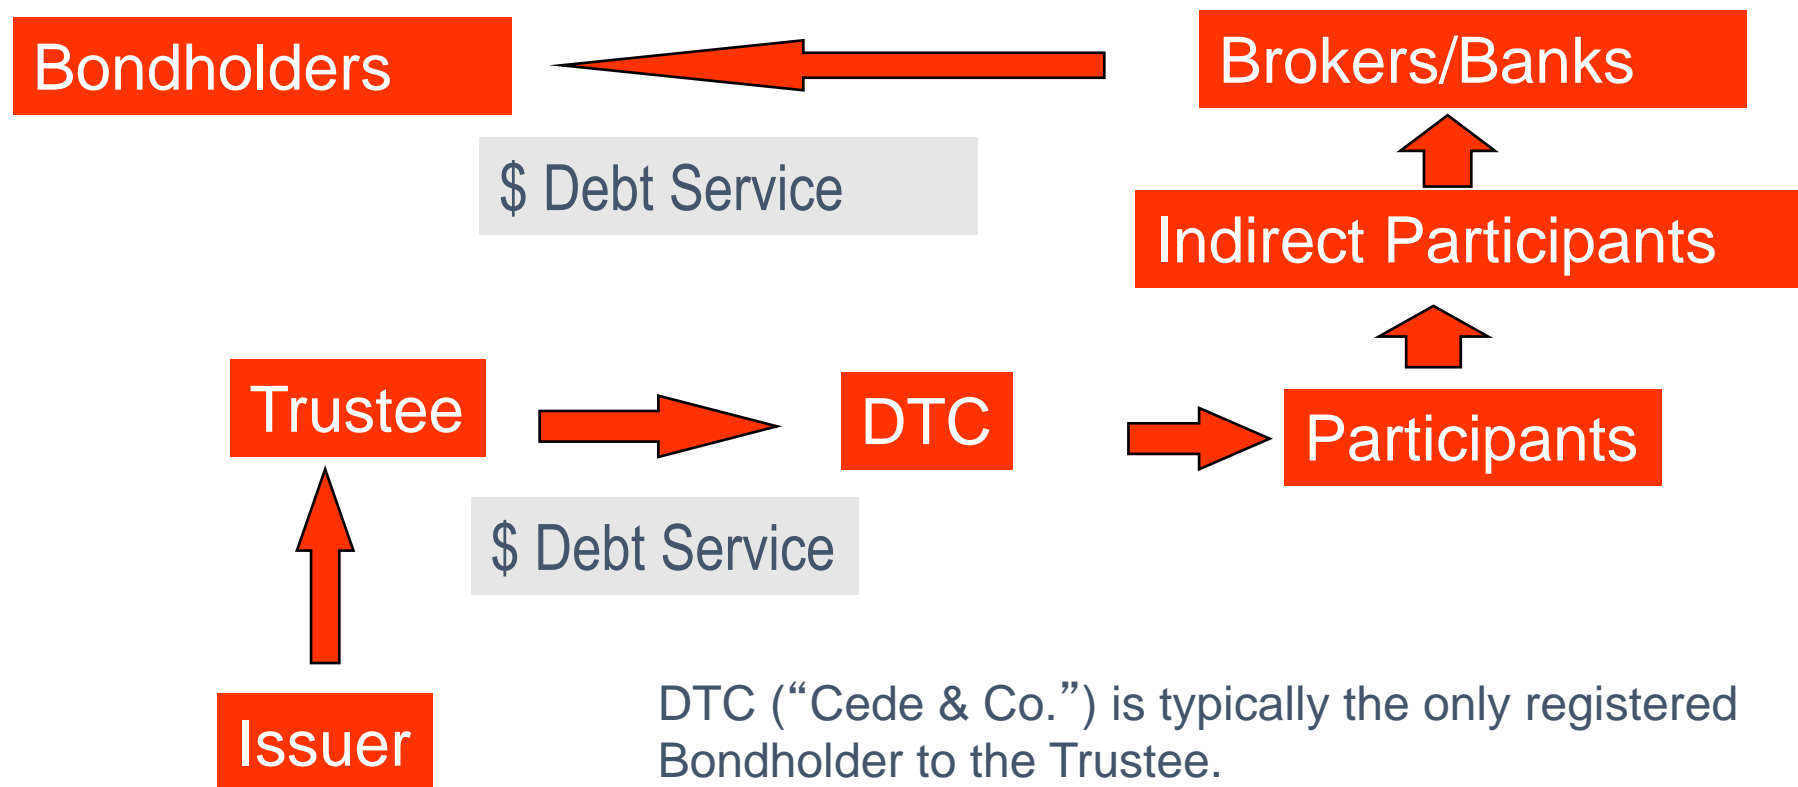 Bondholders
Brokers/Banks
$ Debt Service
Indirect Participants
Trustee
DTC
Participants
$ Debt Service
Issuer
DTC (“Cede & Co.”) is typically the only registered
Bondholder to the Trustee.